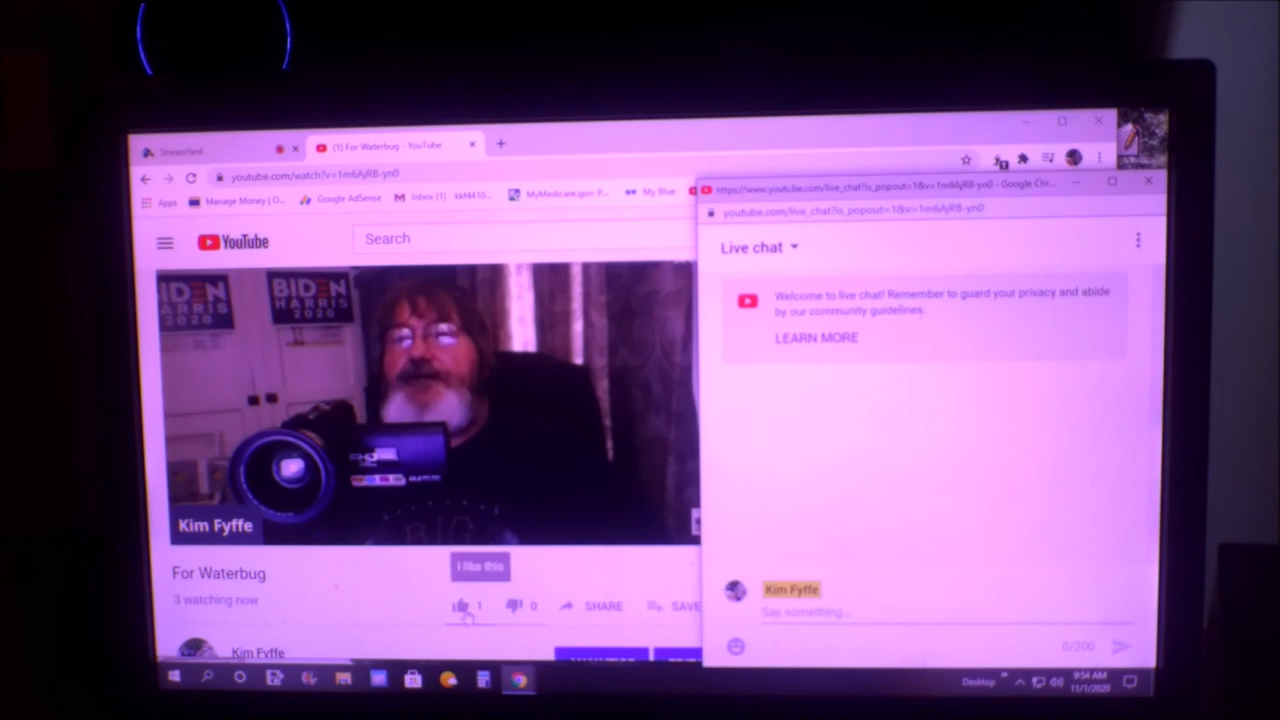 StreamYard
(1) For Waterbug - YouTube
youtube.com/watch?v=1m6AjRB-yn0
Apps
Manage Money | O...
Google AdSense
Inbox (1)
MyMedicare.gov: P...
My Blue
https://www.youtube.com/live_chat?is_popout=1&v=1m6AjRB-yn0 - Google Chr...
youtube.com/live_chat?is_popout=1&v=1m6AjRB-yn0
YouTube
Search
Live chat
Welcome to live chat! Remember to guard your privacy and abide
by our community guidelines.
LEARN MORE
IDEN
ARRIS
2020
BIDEN
HARRIS
2020
BIG
Kim Fyffe
I like this
For Waterbug
3 watching now
1
0
SHARE
SAVE
Kim Fyffe
Kim Fyffe
Say something...
0/200
Desktop
9:54 AM
11/1/2020